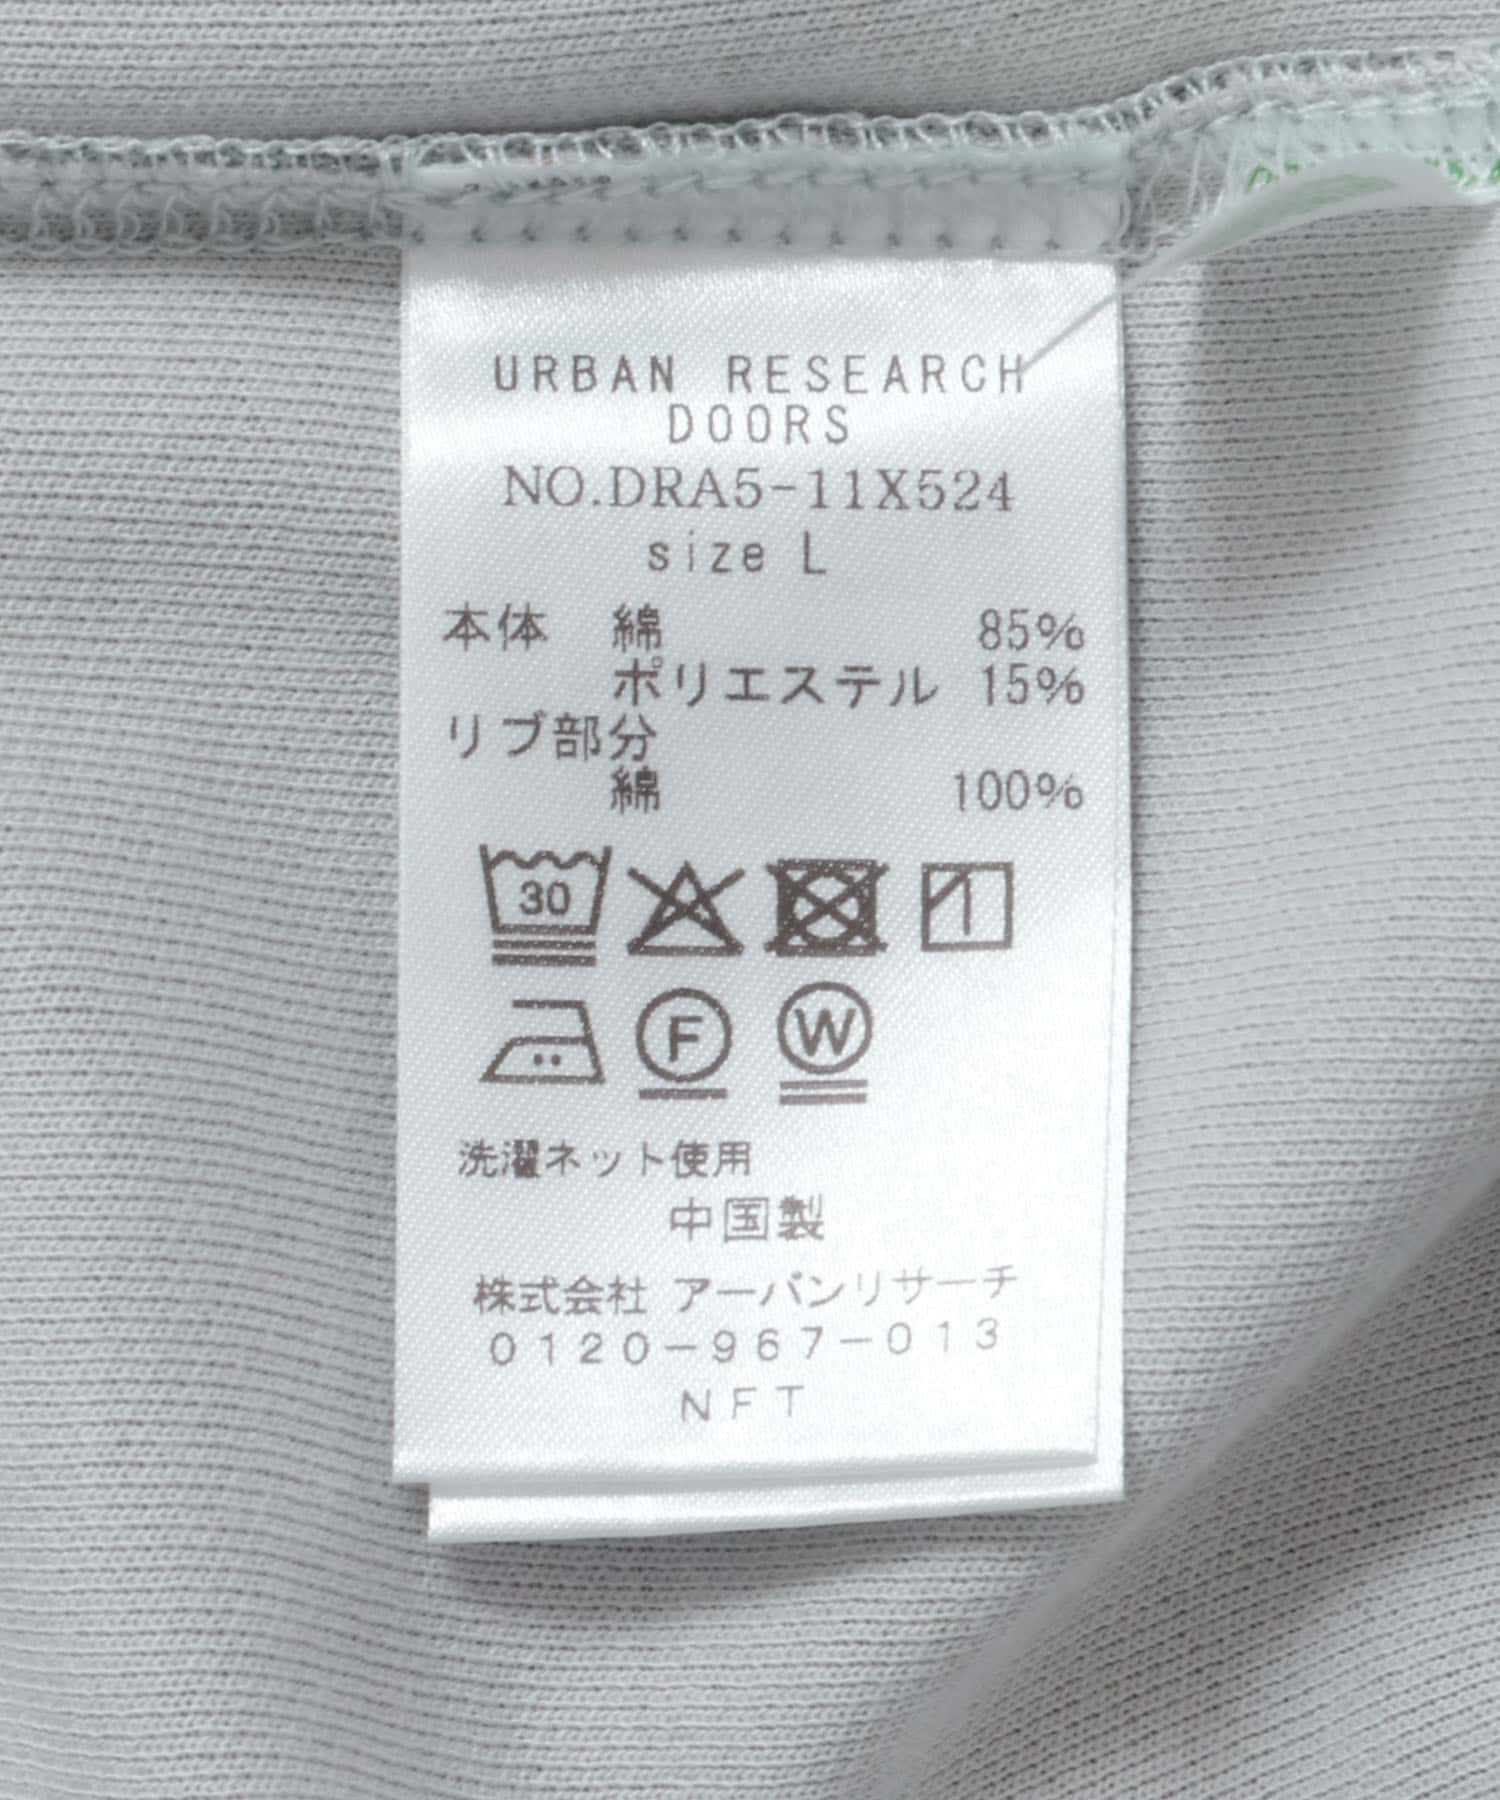 URBAN RESEARCH
DOORS
NO.DRA5-11X524
size L
本体 綿 85%
ポリエステル 15%
リブ部分
綿 100%
30
F W
洗濯ネット使用
中国製
株式会社 アーバンリサーチ
0120-967-013
NFT